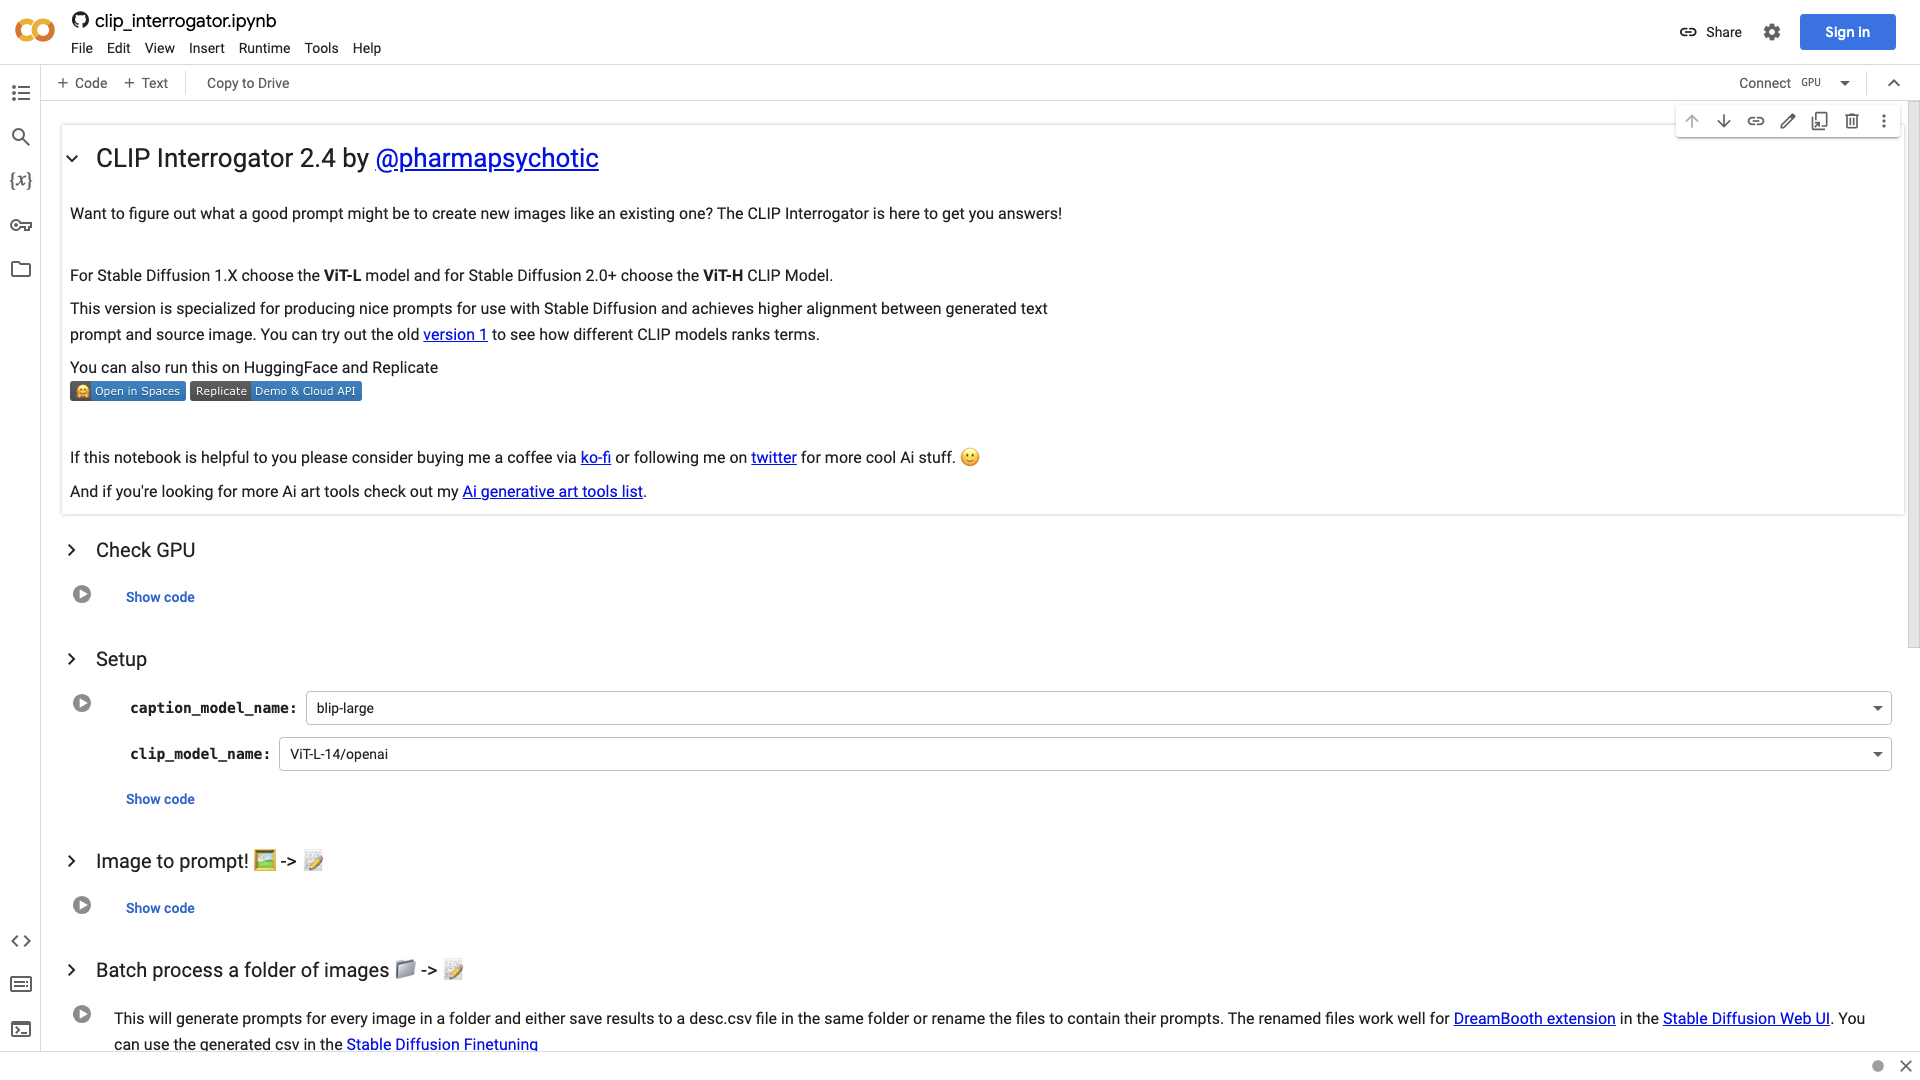 clip_interrogator.ipynb
File Edit View Insert Runtime Tools Help
Share
Sign in
+ Code + Text Copy to Drive
Connect GPU
CLIP Interrogator 2.4 by @pharmapsychotic
Want to figure out what a good prompt might be to create new images like an existing one? The CLIP Interrogator is here to get you answers!
For Stable Diffusion 1.X choose the ViT-L model and for Stable Diffusion 2.0+ choose the ViT-H CLIP Model.
This version is specialized for producing nice prompts for use with Stable Diffusion and achieves higher alignment between generated text
prompt and source image. You can try out the old version 1 to see how different CLIP models ranks terms.
You can also run this on HuggingFace and Replicate
Open in Spaces Replicate Demo & Cloud API
If this notebook is helpful to you please consider buying me a coffee via ko-fi or following me on twitter for more cool Ai stuff. 🙂
And if you're looking for more Ai art tools check out my Ai generative art tools list.
Check GPU
Show code
Setup
caption_model_name: blip-large
clip_model_name: ViT-L-14/openai
Show code
Image to prompt! 🖼️ -> 📝
Show code
Batch process a folder of images 📁 -> 📝
This will generate prompts for every image in a folder and either save results to a desc.csv file in the same folder or rename the files to contain their prompts. The renamed files work well for DreamBooth extension in the Stable Diffusion Web UI. You
can use the generated csv in the Stable Diffusion Finetuning